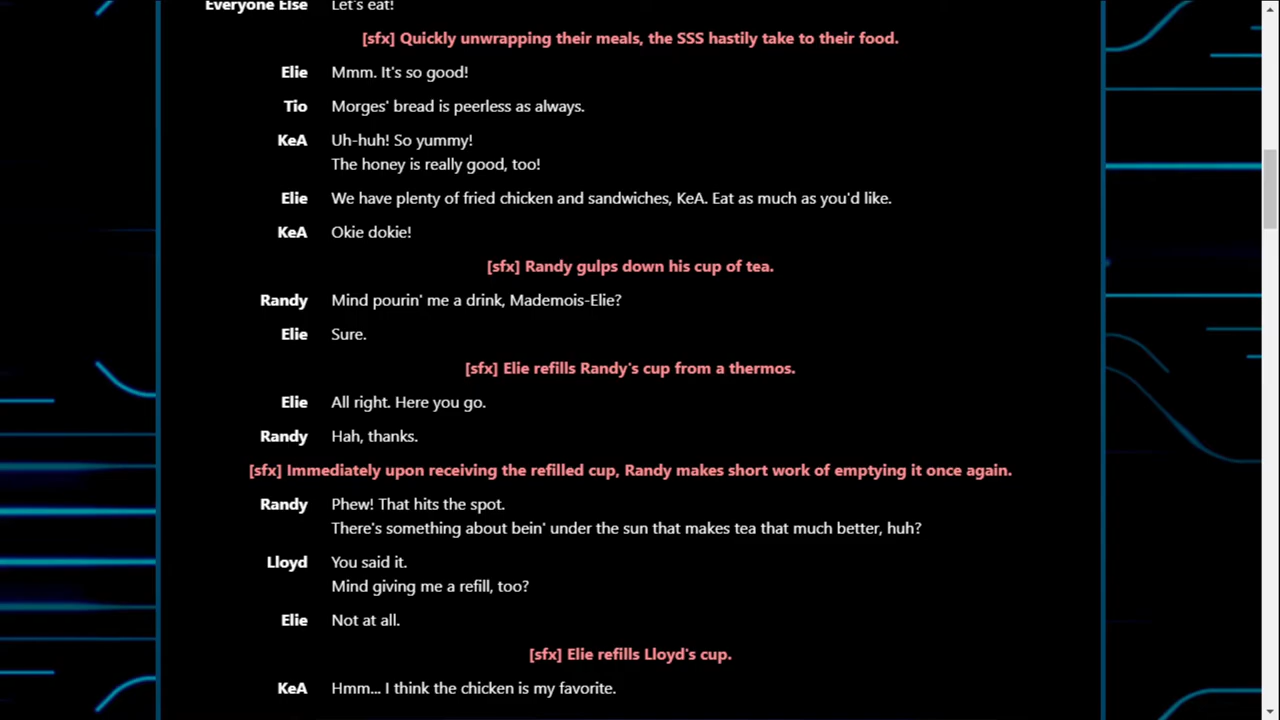 Everyone Else Let's eat!
[sfx] Quickly unwrapping their meals, the SSS hastily take to their food.
Elie Mmm. It's so good!
Tio Morges' bread is peerless as always.
KeA Uh-huh! So yummy!
The honey is really good, too!
Elie We have plenty of fried chicken and sandwiches, KeA. Eat as much as you'd like.
KeA Okie dokie!
[sfx] Randy gulps down his cup of tea.
Randy Mind pourin' me a drink, Mademois-Elie?
Elie Sure.
[sfx] Elie refills Randy's cup from a thermos.
Elie All right. Here you go.
Randy Hah, thanks.
[sfx] Immediately upon receiving the refilled cup, Randy makes short work of emptying it once again.
Randy Phew! That hits the spot.
There's something about bein' under the sun that makes tea that much better, huh?
Lloyd You said it.
Mind giving me a refill, too?
Elie Not at all.
[sfx] Elie refills Lloyd's cup.
KeA Hmm... I think the chicken is my favorite.